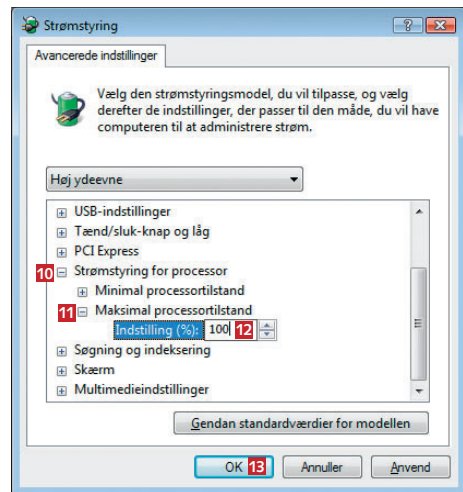 Strømstyring
Avancerede indstillinger
Vælg den strømstyringsmodel, du vil tilpasse, og vælg
derefter de indstillinger, der passer til den måde, du vil have
computeren til at administrere strøm.
Høj ydeevne
USB-indstillinger
Tænd/sluk-knap og låg
PCI Express
10 Strømstyring for processor
Minimal processortilstand
11 Maksimal processortilstand
Indstilling (%): 100 12
Søgning og indeksering
Skærm
Multimedieindstillinger
Gendan standardværdier for modellen
OK 13 Annuller Anvend